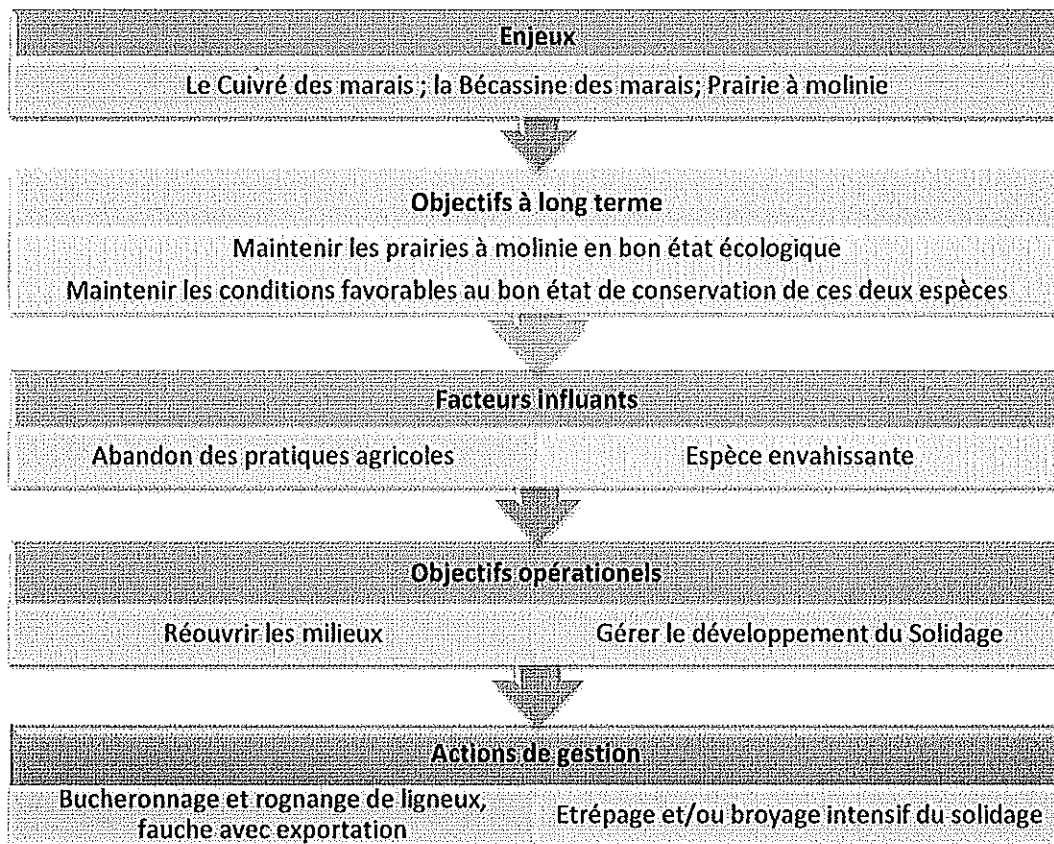 Enjeux
Le Cuivré des marais ; la Bécassine des marais; Prairie à molinie
Objectifs à long terme
Maintenir les prairies à molinie en bon état écologique
Maintenir les conditions favorables au bon état de conservation de ces deux espèces
Facteurs influants
Abandon des pratiques agricoles
Espèce envahissante
Objectifs opérationels
Réouvrir les milieux
Gérer le développement du Solidage
Actions de gestion
Bucheronnage et rognange de ligneux,
fauche avec exportation
Etrépage et/ou broyage intensif du solidage